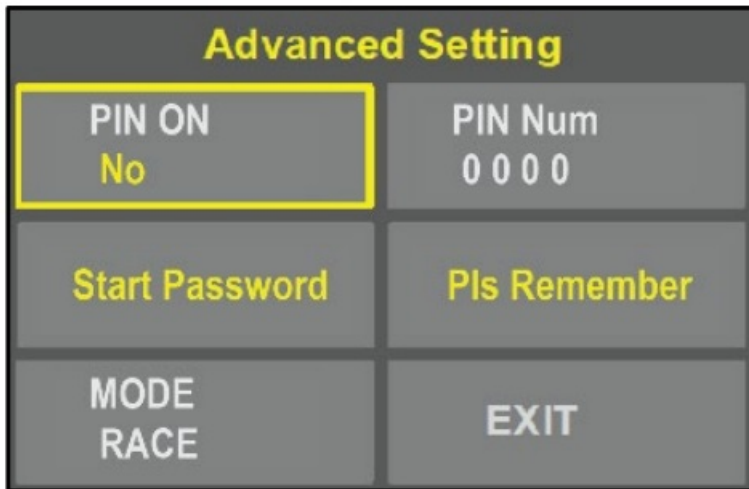 Advanced Setting
PIN ON
No
PIN Num
0 0 0 0
Start Password
Pls Remember
MODE
RACE
EXIT